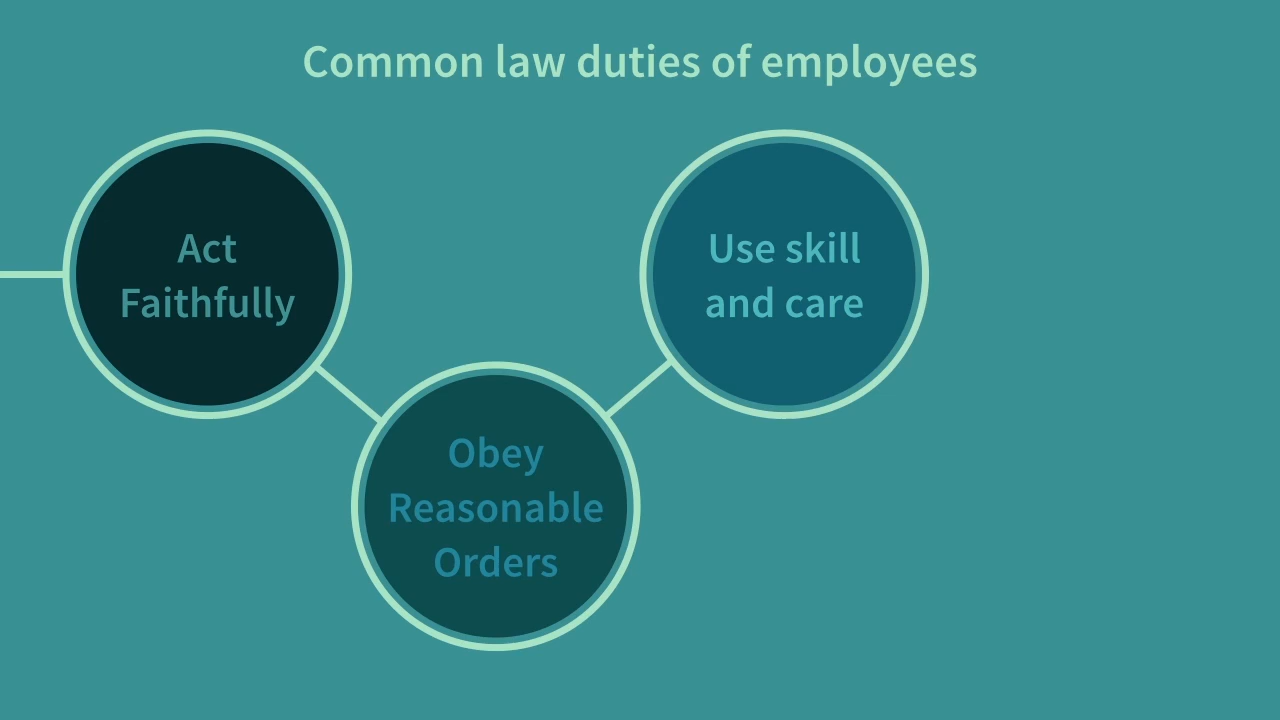 Common law duties of employees
Act
Faithfully
Obey
Reasonable
Orders
Use skill
and care